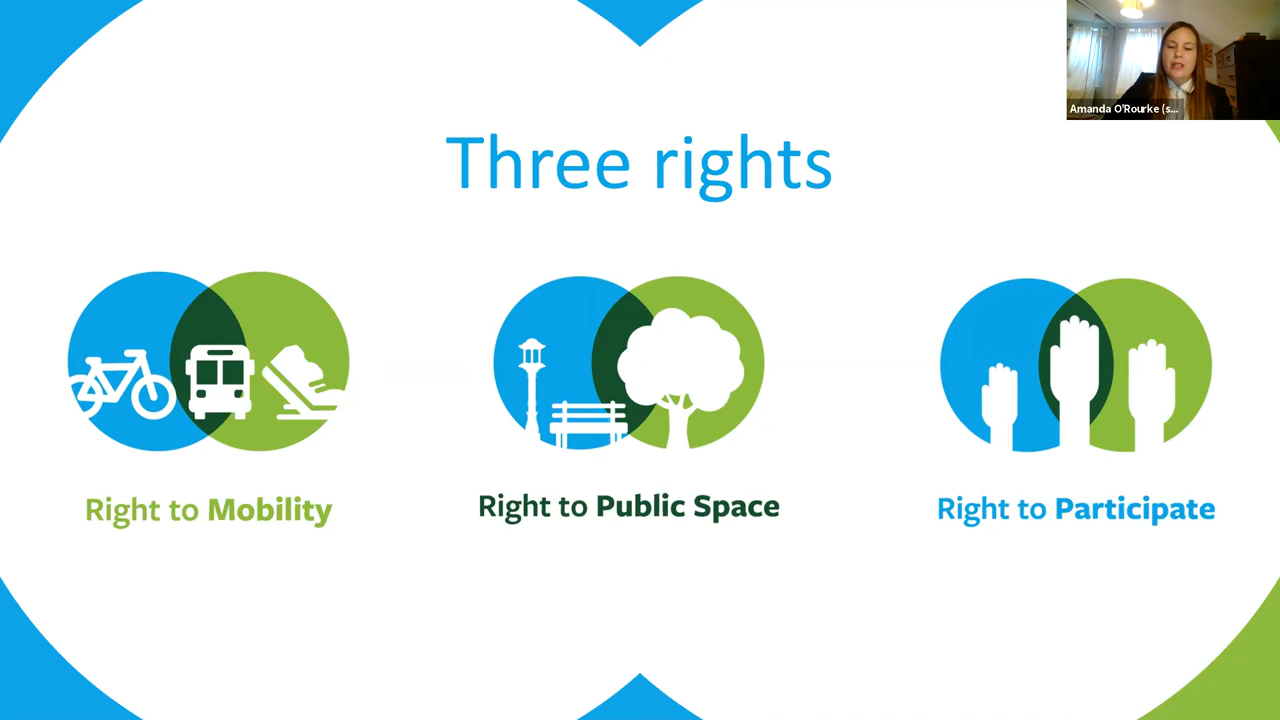 Amanda O'Rourke (s...
Three rights
Right to Mobility
Right to Public Space
Right to Participate